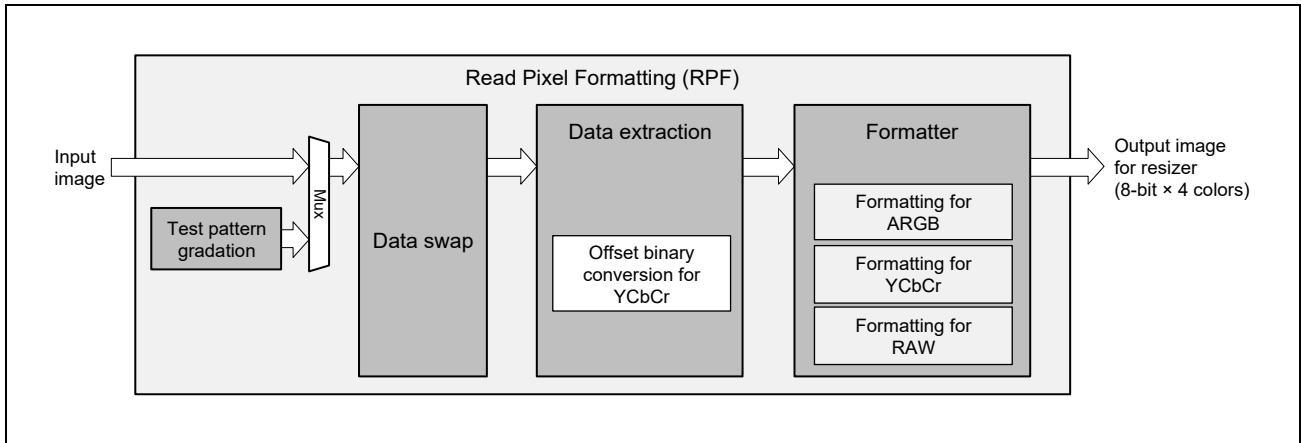 Read Pixel Formatting (RPF)
Input
image
Test pattern
gradation
Mux
Data swap
Data extraction
Offset binary
conversion for
YCbCr
Formatter
Formatting for
ARGB
Formatting for
YCbCr
Formatting for
RAW
Output image
for resizer
(8-bit × 4 colors)